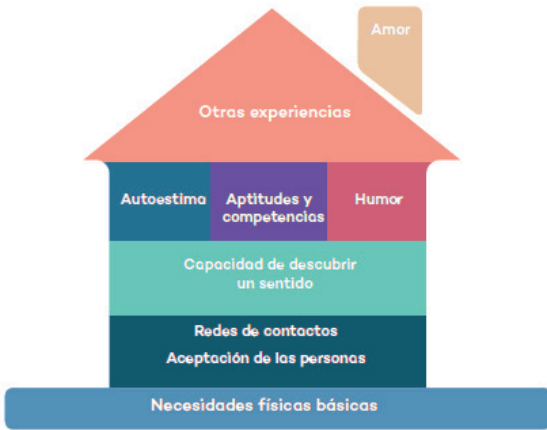 Amor
Otras experiencias
Autoestima
Aptitudes y
competencias
Humor
Capacidad de descubrir
un sentido
Redes de contactos
Aceptación de las personas
Necesidades físicas básicas